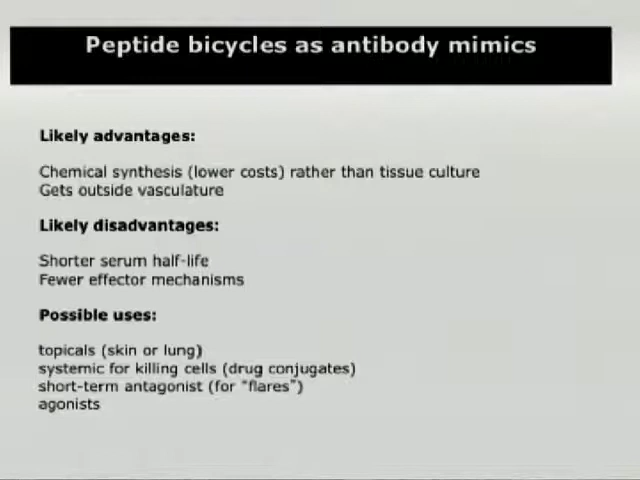 Peptide bicycles as antibody mimics
Likely advantages:
Chemical synthesis (lower costs) rather than tissue culture
Gets outside vasculature
Likely disadvantages:
Shorter serum half-life
Fewer effector mechanisms
Possible uses:
topicals (skin or lung)
systemic for killing cells (drug conjugates)
short-term antagonist (for “flares”)
agonists